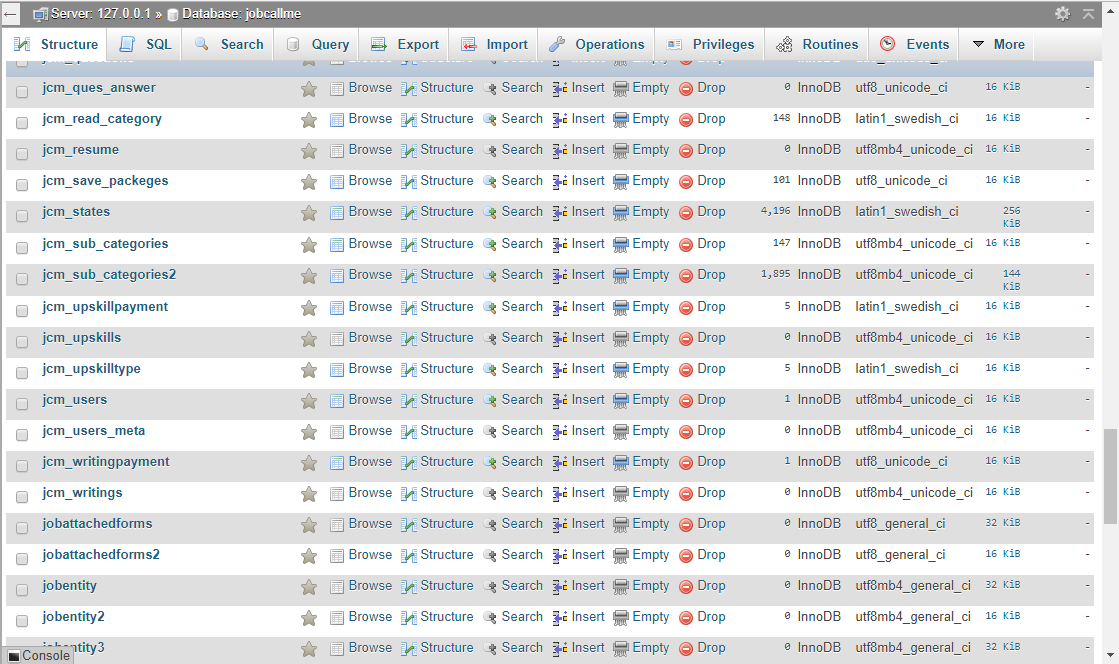 Server: 127.0.0.1 » Database: jobcallme
Structure SQL Search Query Export Import Operations Privileges Routines Events More
jcm_ques_answer Browse Structure Search Insert Empty Drop 0 InnoDB utf8_unicode_ci 16 KiB -
jcm_read_category Browse Structure Search Insert Empty Drop 148 InnoDB latin1_swedish_ci 16 KiB -
jcm_resume Browse Structure Search Insert Empty Drop 0 InnoDB utf8mb4_unicode_ci 16 KiB -
jcm_save_packeges Browse Structure Search Insert Empty Drop 101 InnoDB utf8_unicode_ci 16 KiB -
jcm_states Browse Structure Search Insert Empty Drop 4,196 InnoDB latin1_swedish_ci 256 KiB -
jcm_sub_categories Browse Structure Search Insert Empty Drop 147 InnoDB utf8mb4_unicode_ci 16 KiB -
jcm_sub_categories2 Browse Structure Search Insert Empty Drop 1,895 InnoDB utf8mb4_unicode_ci 144 KiB -
jcm_upskillpayment Browse Structure Search Insert Empty Drop 5 InnoDB latin1_swedish_ci 16 KiB -
jcm_upskills Browse Structure Search Insert Empty Drop 0 InnoDB utf8mb4_unicode_ci 16 KiB -
jcm_upskilltype Browse Structure Search Insert Empty Drop 5 InnoDB latin1_swedish_ci 16 KiB -
jcm_users Browse Structure Search Insert Empty Drop 1 InnoDB utf8mb4_unicode_ci 16 KiB -
jcm_users_meta Browse Structure Search Insert Empty Drop 0 InnoDB utf8mb4_unicode_ci 16 KiB -
jcm_writingpayment Browse Structure Search Insert Empty Drop 1 InnoDB utf8_unicode_ci 16 KiB -
jcm_writings Browse Structure Search Insert Empty Drop 0 InnoDB utf8mb4_unicode_ci 16 KiB -
jobattachedforms Browse Structure Search Insert Empty Drop 0 InnoDB utf8_general_ci 32 KiB -
jobattachedforms2 Browse Structure Search Insert Empty Drop 0 InnoDB utf8_general_ci 16 KiB -
jobentity Browse Structure Search Insert Empty Drop 0 InnoDB utf8mb4_general_ci 32 KiB -
jobentity2 Browse Structure Search Insert Empty Drop 0 InnoDB utf8mb4_general_ci 16 KiB -
jobentity3 Browse Structure Search Insert Empty Drop 0 InnoDB utf8mb4_general_ci 32 KiB -
Console